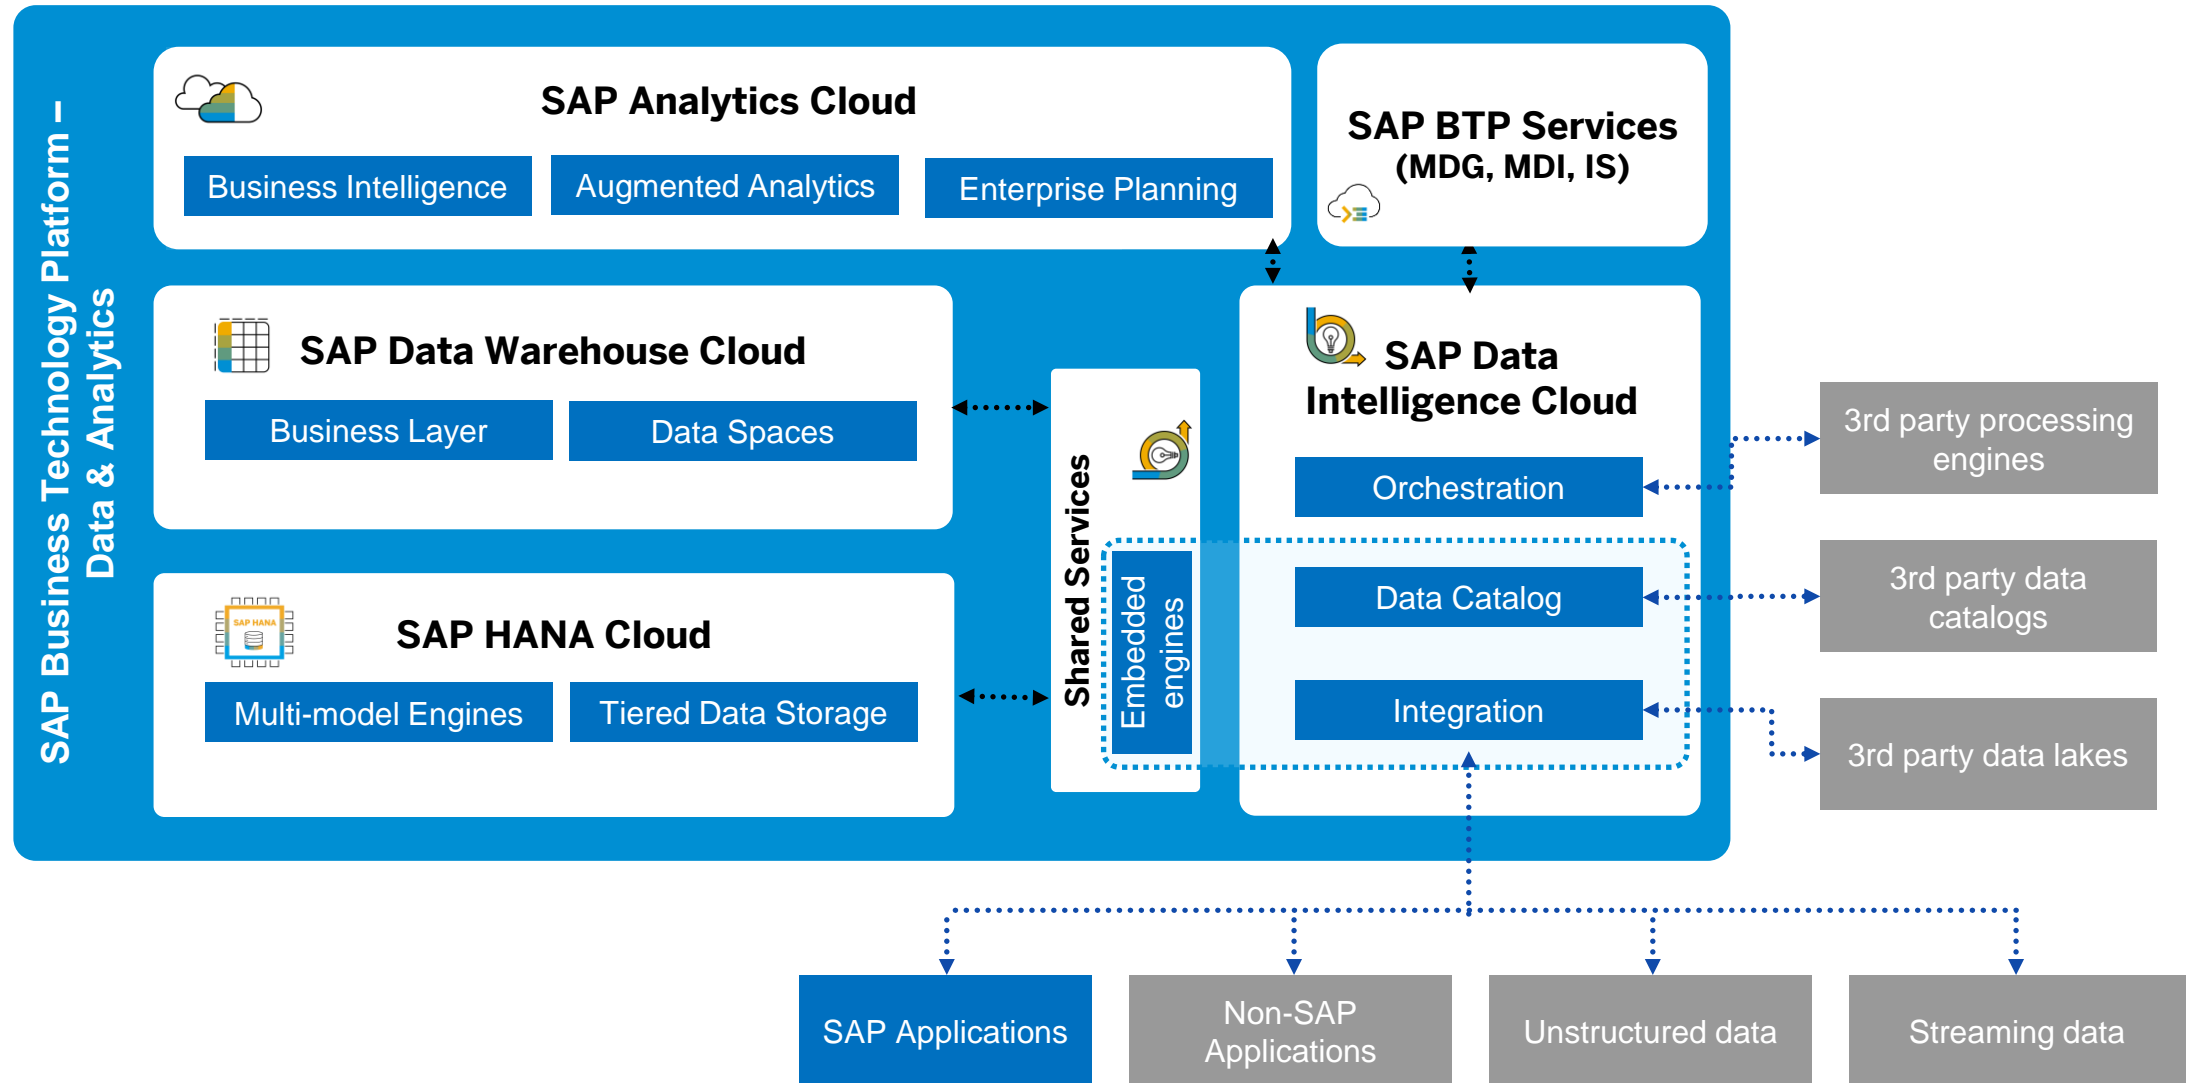 SAP Business Technology Platform –
Data & Analytics
SAP Analytics Cloud
Business Intelligence
Augmented Analytics
Enterprise Planning
SAP BTP Services
(MDG, MDI, IS)
SAP Data Warehouse Cloud
Business Layer
Data Spaces
SAP HANA
SAP HANA Cloud
Multi-model Engines
Tiered Data Storage
Shared Services
Embedded
engines
SAP Data
Intelligence Cloud
Orchestration
Data Catalog
Integration
3rd party processing
engines
3rd party data
catalogs
3rd party data lakes
SAP Applications
Non-SAP
Applications
Unstructured data
Streaming data